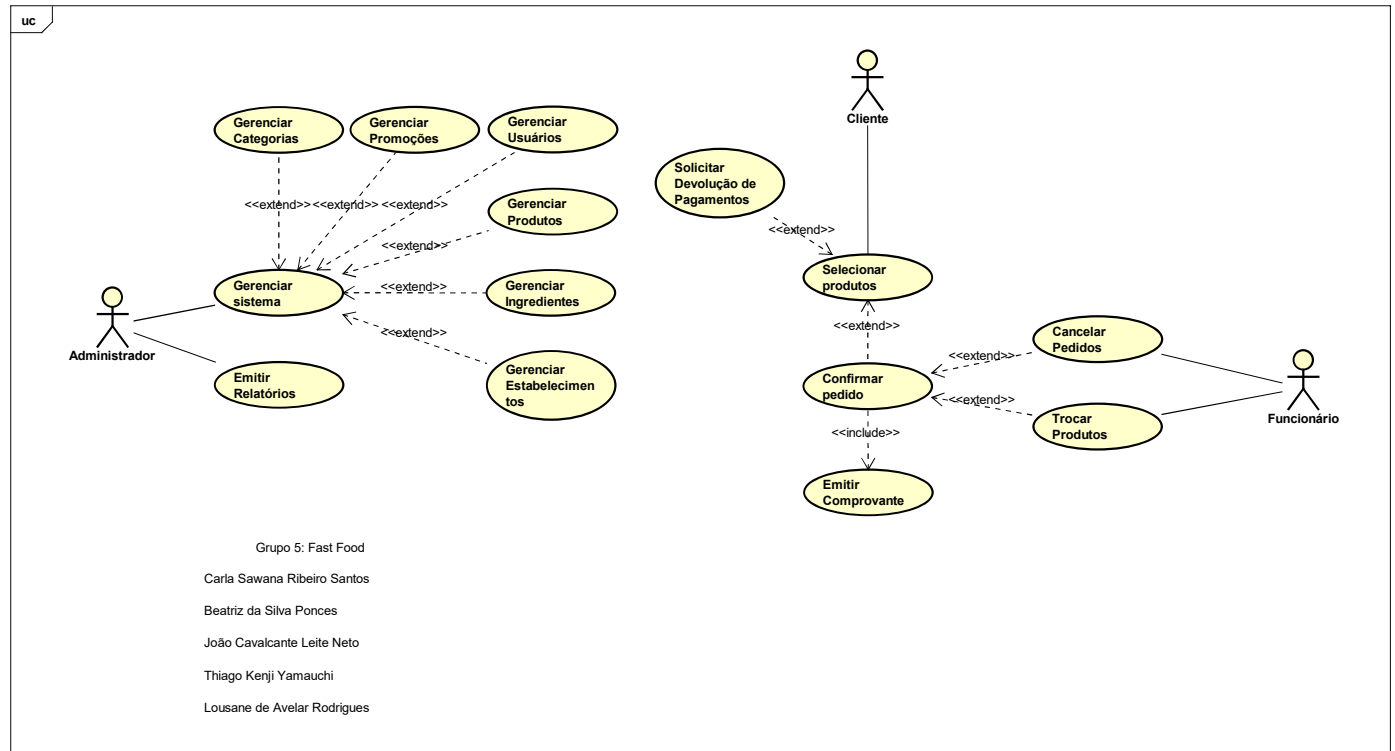 uc
Cliente
Gerenciar
Categorias
Gerenciar
Promoções
Gerenciar
Usuários
Solicitar
Devolução de
Pagamentos
<<extend>>
<<extend>>
<<extend>>
Gerenciar
Produtos
<<extend>>
<<extend>>
Gerenciar
sistema
<<extend>>
Gerenciar
Ingredientes
Selecionar
produtos
<<extend>>
<<extend>>
Administrador
Emitir
Relatórios
Gerenciar
Estabelecimen
tos
Confirmar
pedido
<<extend>>
Cancelar
Pedidos
<<extend>>
Trocar
Produtos
Funcionário
<<include>>
Emitir
Comprovante
Grupo 5: Fast Food
Carla Sawana Ribeiro Santos
Beatriz da Silva Ponces
João Cavalcante Leite Neto
Thiago Kenji Yamauchi
Lousane de Avelar Rodrigues